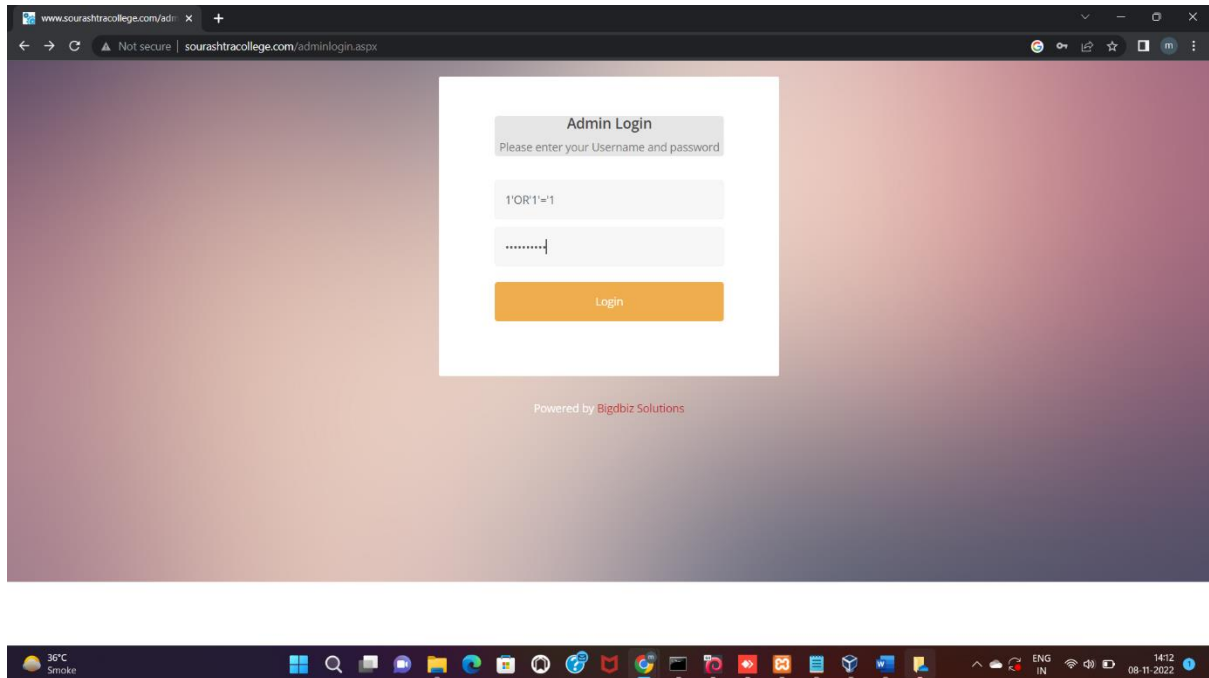 www.sourashtracollege.com/adm
Not secure | sourashtracollege.com/adminlogin.aspx
m
Admin Login
Please enter your Username and password
1'OR'1'='1
••••••••••
Login
Powered by Bigdbiz Solutions
36°C
Smoke
ENG
IN
14:12
08-11-2022
1